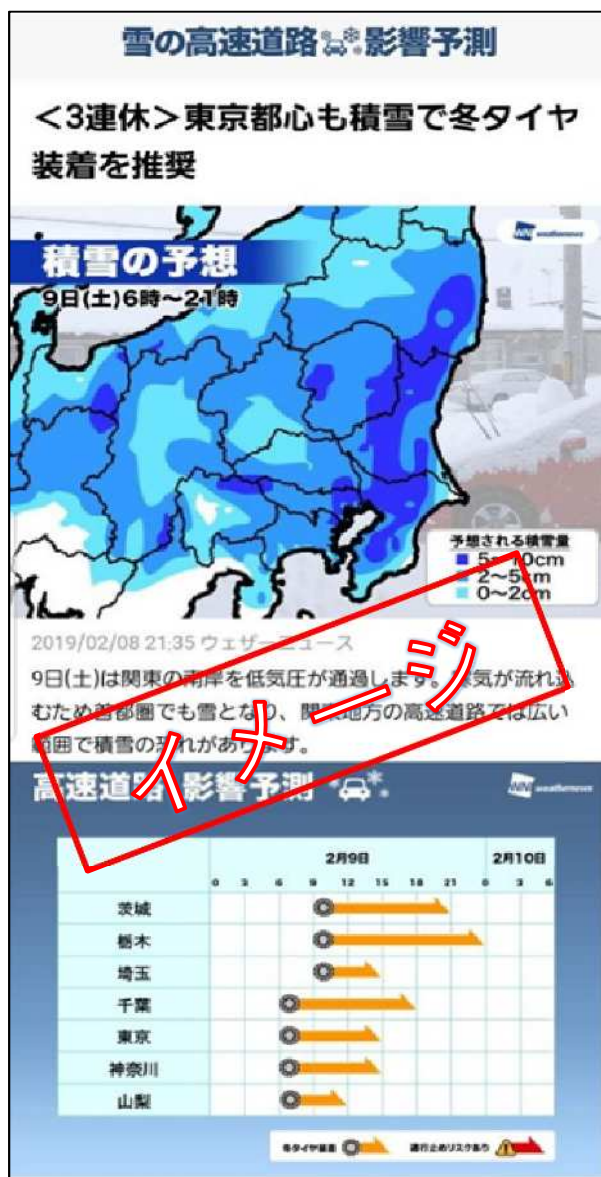 雪の高速道路 影響予測
<3連休>東京都心も積雪で冬タイヤ
装着を推奨
weathernews
積雪の予想
9日(土)6時〜21時
予想される積雪量
5〜10cm
2〜5cm
0〜2cm
2019/02/08 21:35 ウェザーニュース
9日(土)は関東の南岸を低気圧が通過します。寒気が流れ込
むため首都圏でも雪となり、関東地方の高速道路では広い
範囲で積雪の恐れがあります。
イメージ
高速道路 影響予測
weathernews
2月9日 2月10日
0 3 6 9 12 15 18 21 0 3 6
茨城
栃木
埼玉
千葉
東京
神奈川
山梨
冬タイヤ装着 通行止めリスクあり